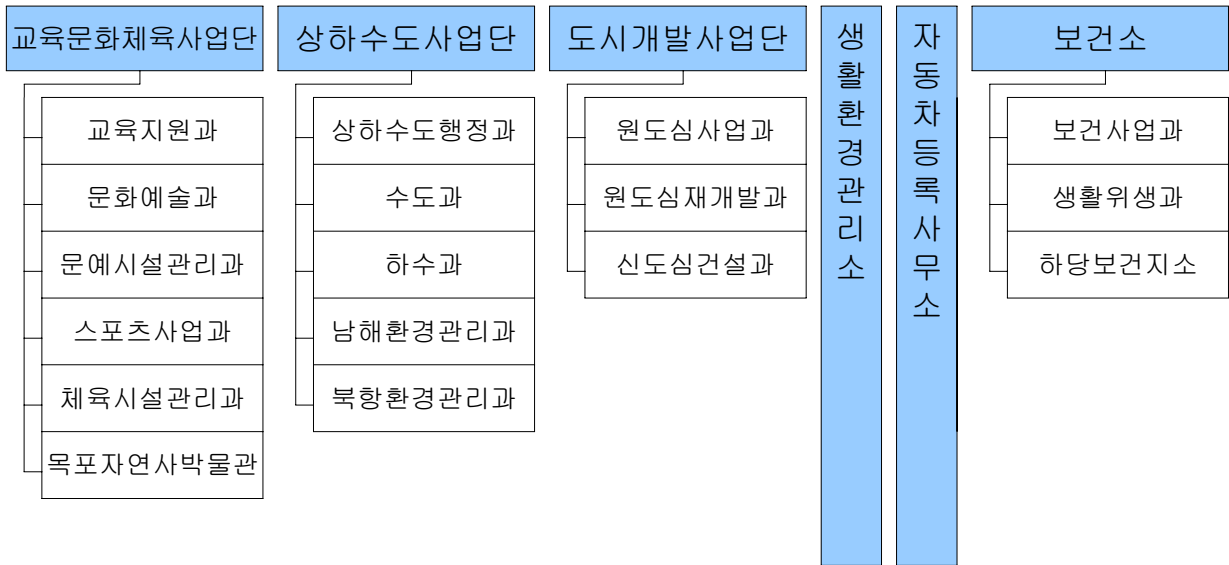 교육문화체육사업단
교육지원과
문화예술과
문예시설관리과
스포츠사업과
체육시설관리과
목포자연사박물관
상하수도사업단
상하수도행정과
수도과
하수과
남해환경관리과
북항환경관리과
도시개발사업단
원도심사업과
원도심재개발과
신도심건설과
생활환경관리소
자동차등록사무소
보건소
보건사업과
생활위생과
하당보건지소